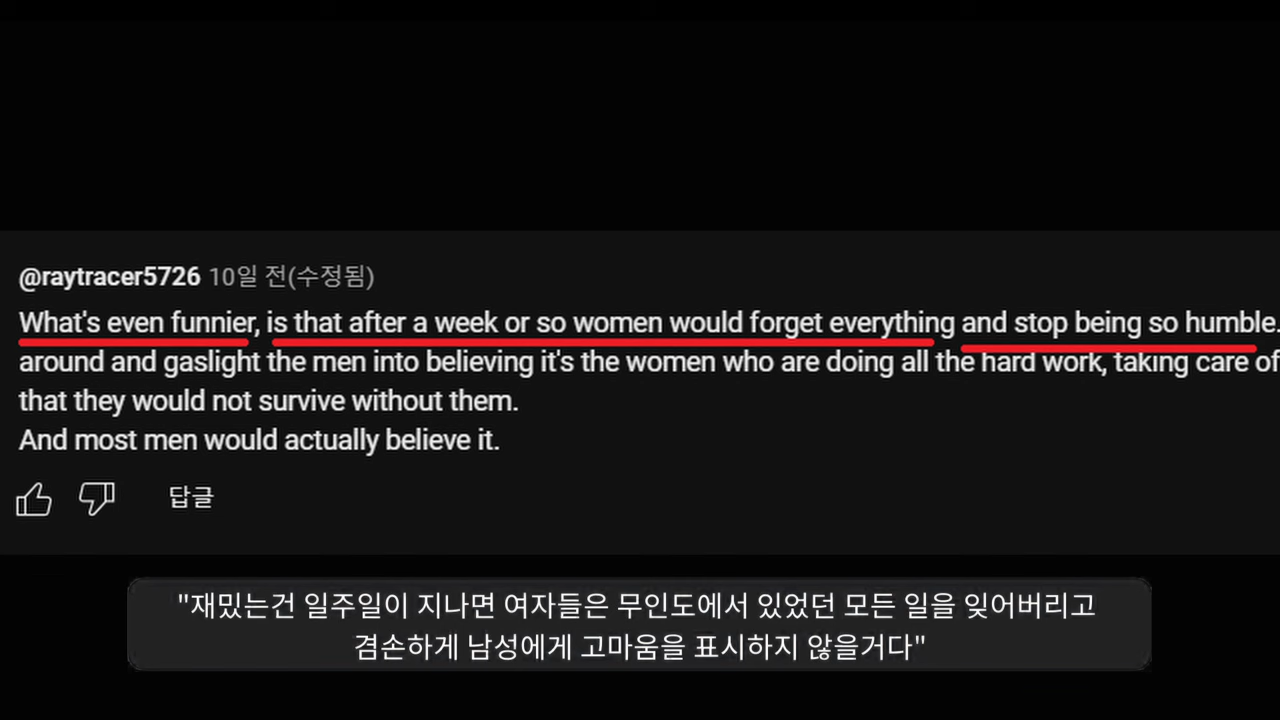 @raytracer5726 10일 전(수정됨)
What's even funnier, is that after a week or so women would forget everything and stop being so humble.
around and gaslight the men into believing it's the women who are doing all the hard work, taking care of
that they would not survive without them.
And most men would actually believe it.
답글
"재밌는건 일주일이 지나면 여자들은 무인도에서 있었던 모든 일을 잊어버리고
겸손하게 남성에게 고마움을 표시하지 않을거다"